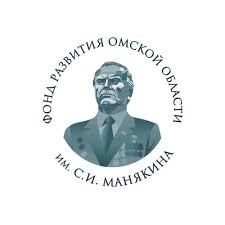 ФОНД РАЗВИТИЯ ОМСКОЙ ОБЛАСТИ
ИМ. С.И. МАНЯКИНА